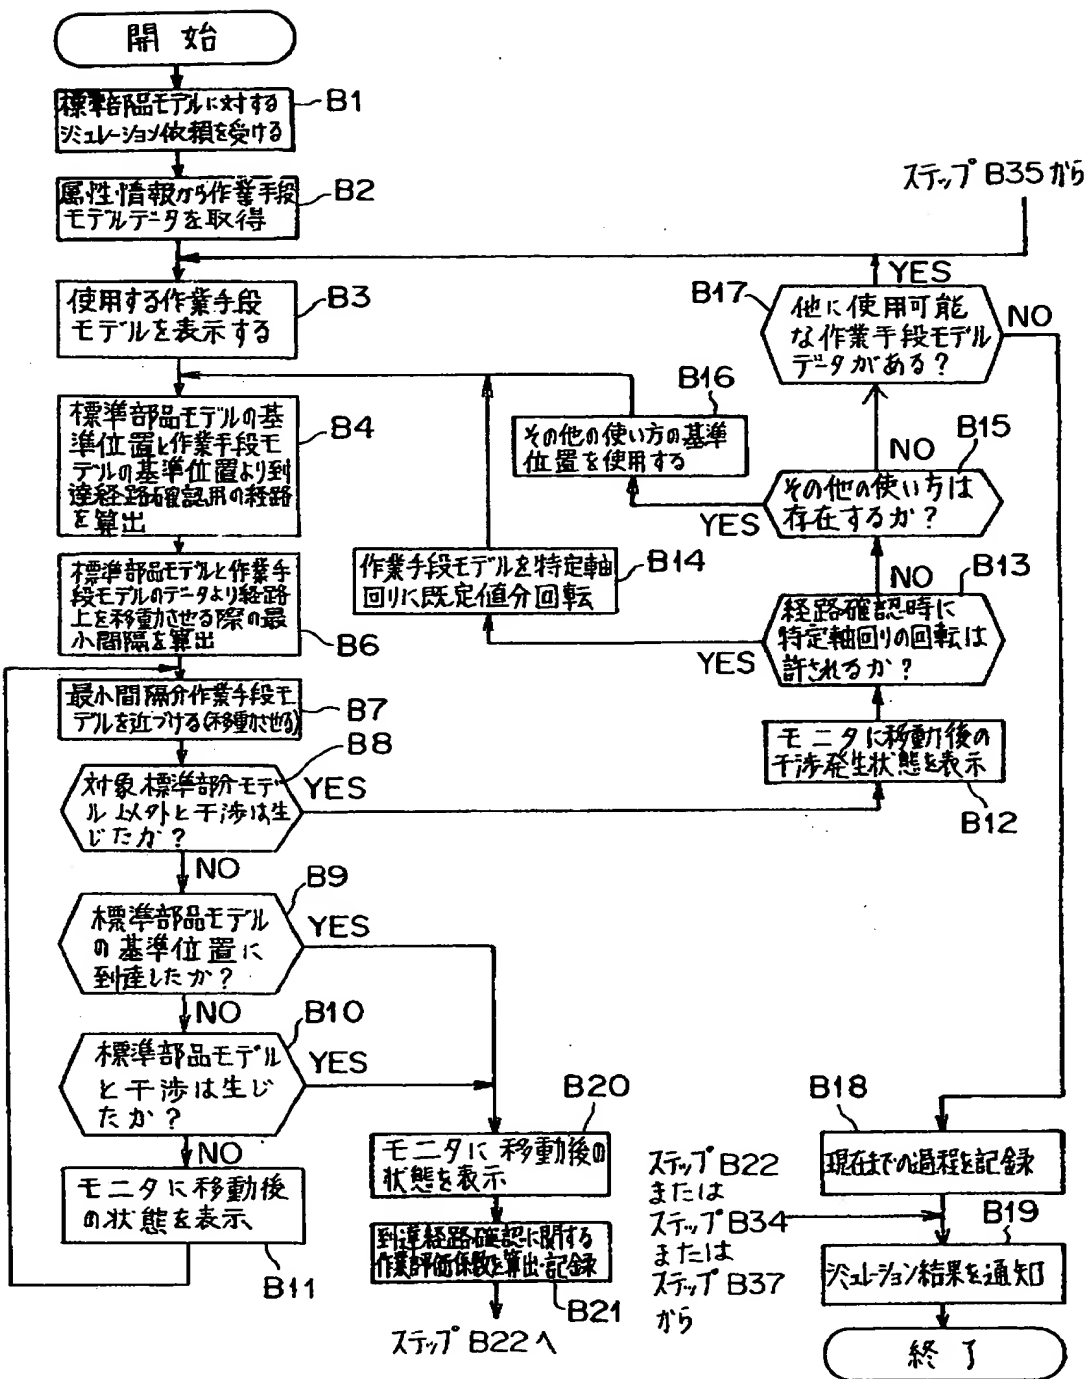 開始
標準部品モデルに対する
シミュレーション依頼を受ける
B1
属性情報から作業手段
モデルデータを取得
B2
ステップB35から
使用する作業手段
モデルを表示する
B3
B17
YES
他に使用可能
な作業手段モデル
データがある?
NO
標準部品モデルの基
準位置と作業手段モ
デルの基準位置より到
達経路確認用の経路
を算出
B4
B16
その他の使い方の基準
位置を使用する
NO
B15
その他の使い方は
存在するか?
YES
標準部品モデルと作業手
段モデルのデータより経路
上を移動させる際の最
小間隔を算出
B6
作業手段モデルを特定軸
回りに既定値分回転
B14
NO
B13
経路確認時に
特定軸回りの回転は
許されるか?
YES
最小間隔分作業手段モ
デルを近づける(移動させる)
B7
モニタに移動後の
干渉発生状態を表示
B12
B8
対象標準部分モデ
ル以外と干渉は生
じたか?
YES
NO
B9
標準部品モデル
の基準位置に
到達したか?
YES
NO
B10
標準部品モデル
と干渉は生じ
たか?
YES
NO
モニタに移動後
の状態を表示
B11
B20
モニタに移動後の
状態を表示
到達経路確認に関する
作業評価係数を算出・記録
B21
ステップB22へ
ステップB22
または
ステップB34
または
ステップB37
から
B18
現在までの過程を記録
B19
シミュレーション結果を通知
終了